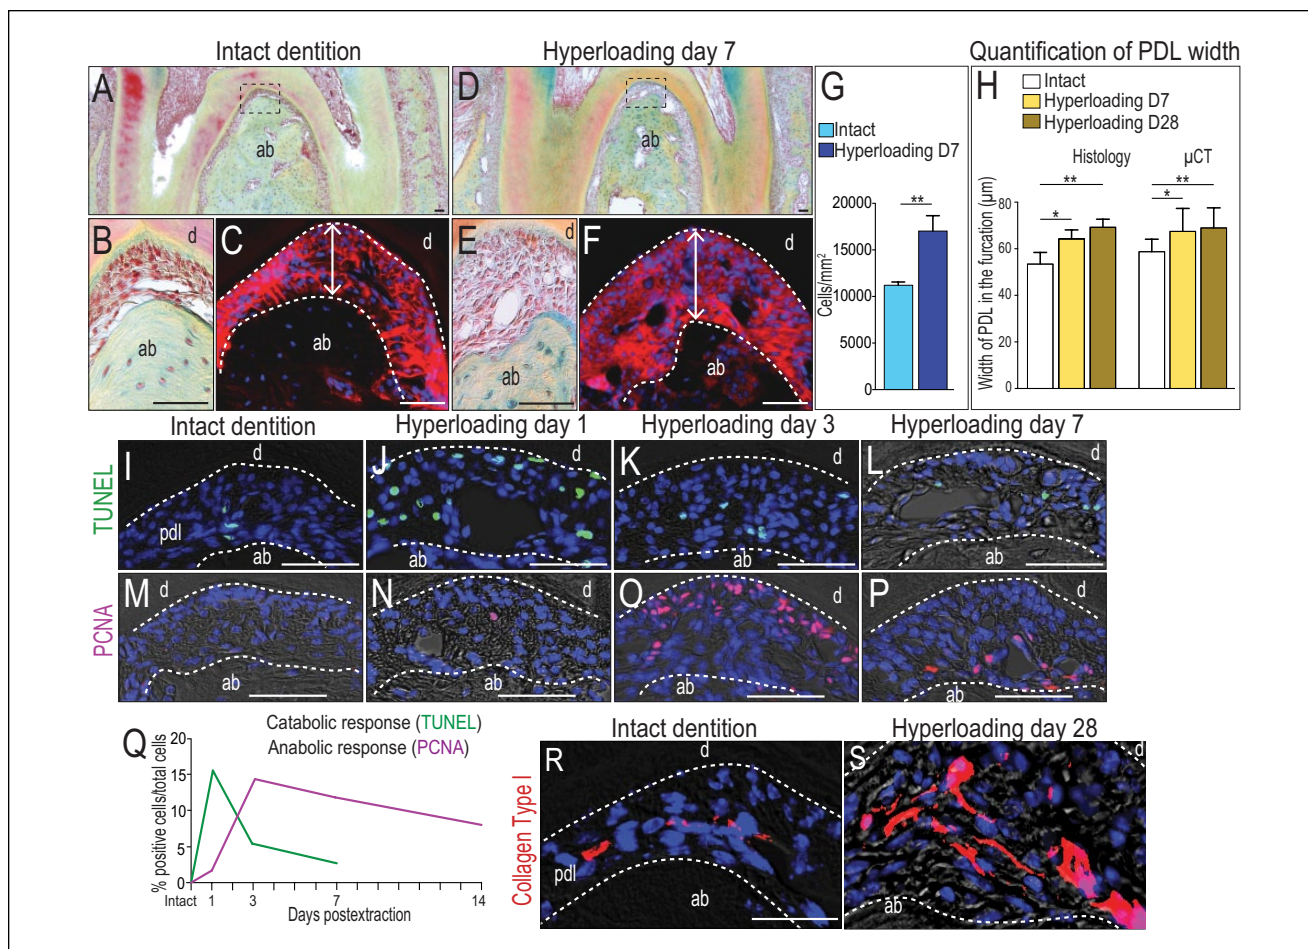 Intact dentition
Hyperloading day 7
Quantification of PDL width
A
ab
D
ab
G
Intact
Hyperloading D7
H
Intact
Hyperloading D7
Hyperloading D28
B
d
ab
C
d
ab
E
d
ab
F
d
ab
**
20000
15000
10000
5000
0
Cells/mm²
Histology
µCT
**
*
**
*
80
60
40
20
0
Width of PDL in the furcation (µm)
Intact dentition
Hyperloading day 1
Hyperloading day 3
Hyperloading day 7
TUNEL
I
d
pdl
ab
J
d
ab
K
d
ab
L
d
ab
PCNA
M
d
ab
N
d
ab
O
d
ab
P
d
ab
Q
Catabolic response (TUNEL)
Anabolic response (PCNA)
% positive cells/total cells
20
15
10
5
0
Intact 1 3 7 14
Days postextraction
Intact dentition
Hyperloading day 28
Collagen Type I
R
d
pdl
ab
S
d
ab